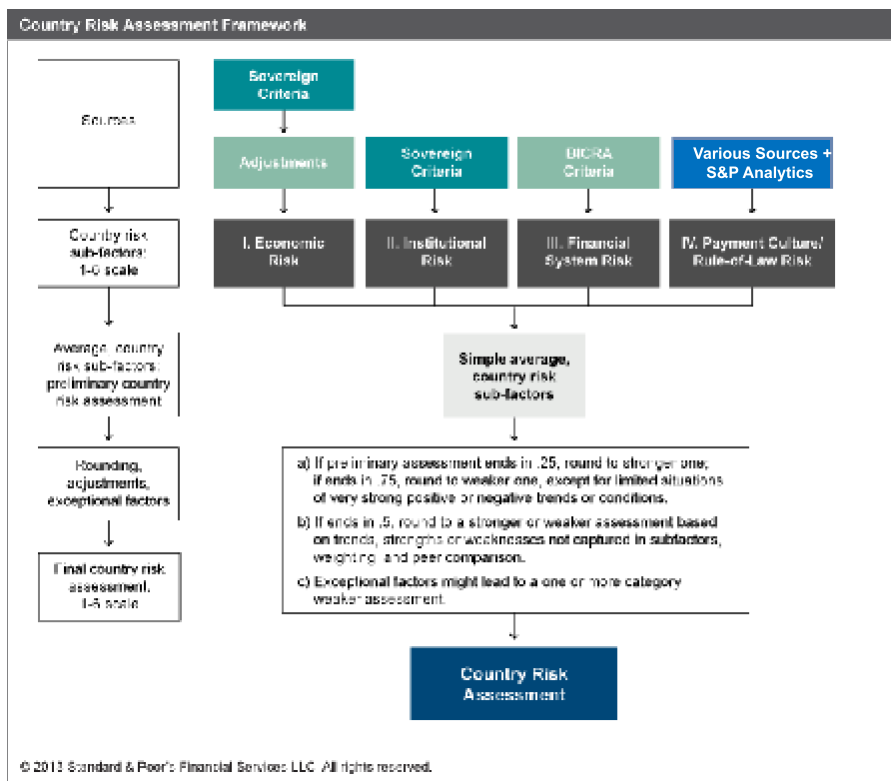 Country Risk Assessment Framework
Sources
Sovereign
Criteria
Adjustments
Sovereign
Criteria
BICRA
Criteria
Various Sources +
S&P Analytics
Country risk
sub-factors:
1-6 scale
I. Economic
Risk
II. Institutional
Risk
III. Financial
System Risk
IV. Payment Culture/
Rule-of-Law Risk
Average, country
risk sub-factors:
preliminary country
risk assessment
Simple average,
country risk
sub-factors
Rounding,
adjustments,
exceptional factors
a) If preliminary assessment ends in .25, round to stronger one;
if ends in .75, round to weaker one, except for limited situations
of very strong positive or negative trends or conditions.
b) If ends in .5, round to a stronger or weaker assessment based
on trends, strengths or weaknesses not captured in subfactors,
weighting, and peer comparison.
c) Exceptional factors might lead to a one or more category
weaker assessment.
Final country risk
assessment,
1-6 scale
Country Risk
Assessment
© 2013 Standard & Poor's Financial Services LLC. All rights reserved.